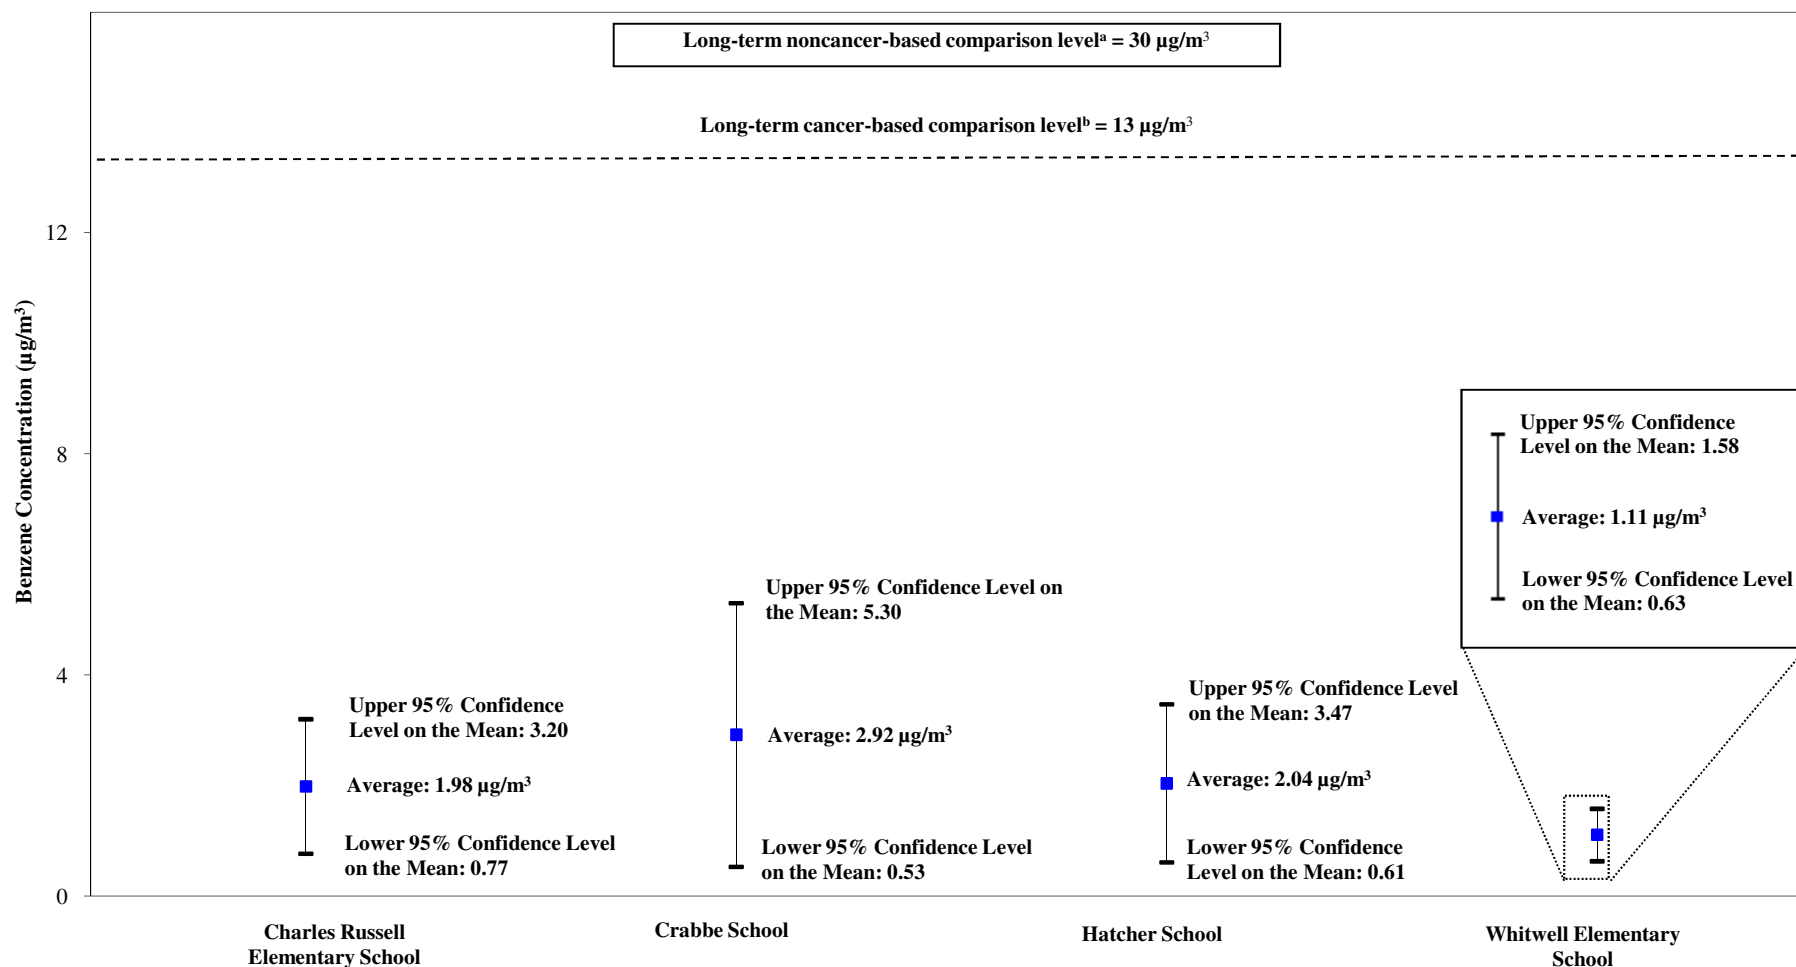 Long-term noncancer-based comparison levelᵃ = 30 µg/m³
Long-term cancer-based comparison levelᵇ = 13 µg/m³
Benzene Concentration (µg/m³)
12
8
4
0
Upper 95% Confidence
Level on the Mean: 3.20
Average: 1.98 µg/m³
Lower 95% Confidence Level
on the Mean: 0.77
Charles Russell
Elementary School
Upper 95% Confidence Level on
the Mean: 5.30
Average: 2.92 µg/m³
Lower 95% Confidence Level
on the Mean: 0.53
Crabbe School
Upper 95% Confidence Level
on the Mean: 3.47
Average: 2.04 µg/m³
Lower 95% Confidence
Level on the Mean: 0.61
Hatcher School
Upper 95% Confidence
Level on the Mean: 1.58
Average: 1.11 µg/m³
Lower 95% Confidence Level
on the Mean: 0.63
Whitwell Elementary
School